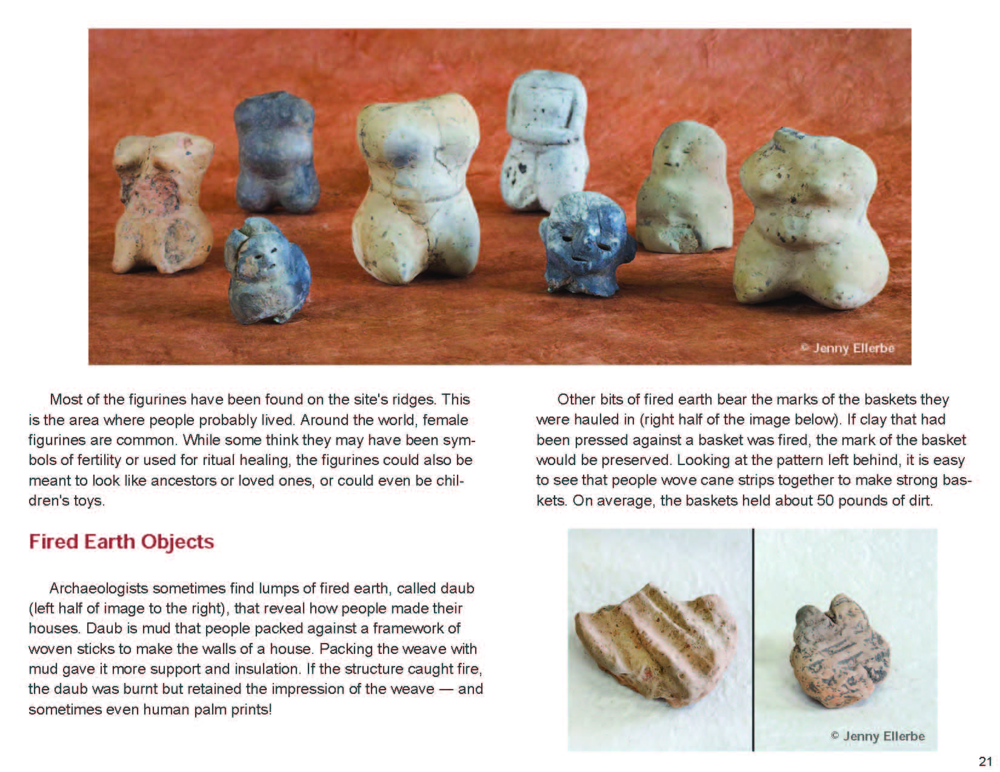 © Jenny Ellerbe
Most of the figurines have been found on the site's ridges. This
is the area where people probably lived. Around the world, female
figurines are common. While some think they may have been sym-
bols of fertility or used for ritual healing, the figurines could also be
meant to look like ancestors or loved ones, or could even be chil-
dren's toys.
Fired Earth Objects
Archaeologists sometimes find lumps of fired earth, called daub
(left half of image to the right), that reveal how people made their
houses. Daub is mud that people packed against a framework of
woven sticks to make the walls of a house. Packing the weave with
mud gave it more support and insulation. If the structure caught fire,
the daub was burnt but retained the impression of the weave — and
sometimes even human palm prints!
Other bits of fired earth bear the marks of the baskets they
were hauled in (right half of the image below). If clay that had
been pressed against a basket was fired, the mark of the basket
would be preserved. Looking at the pattern left behind, it is easy
to see that people wove cane strips together to make strong bas-
kets. On average, the baskets held about 50 pounds of dirt.
© Jenny Ellerbe
21